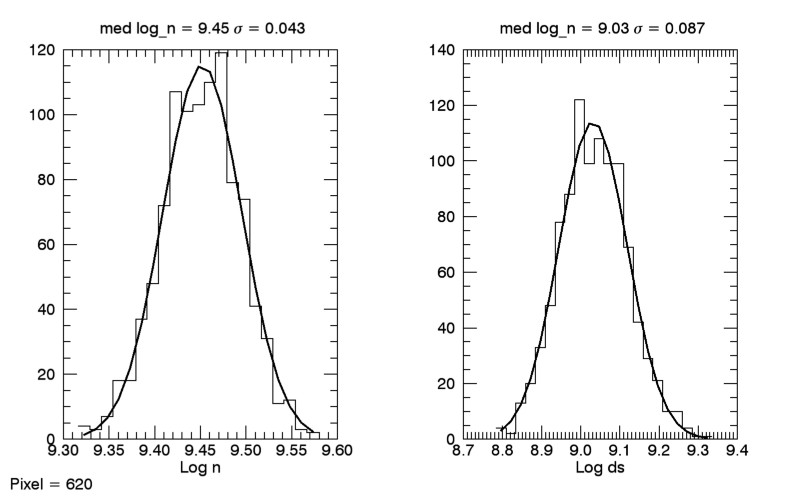 med log_n = 9.45 σ = 0.043
120
100
80
60
40
20
0
9.30 9.35 9.40 9.45 9.50 9.55 9.60
Log n
med log_n = 9.03 σ = 0.087
140
120
100
80
60
40
20
0
8.7 8.8 8.9 9.0 9.1 9.2 9.3 9.4
Log ds
Pixel = 620